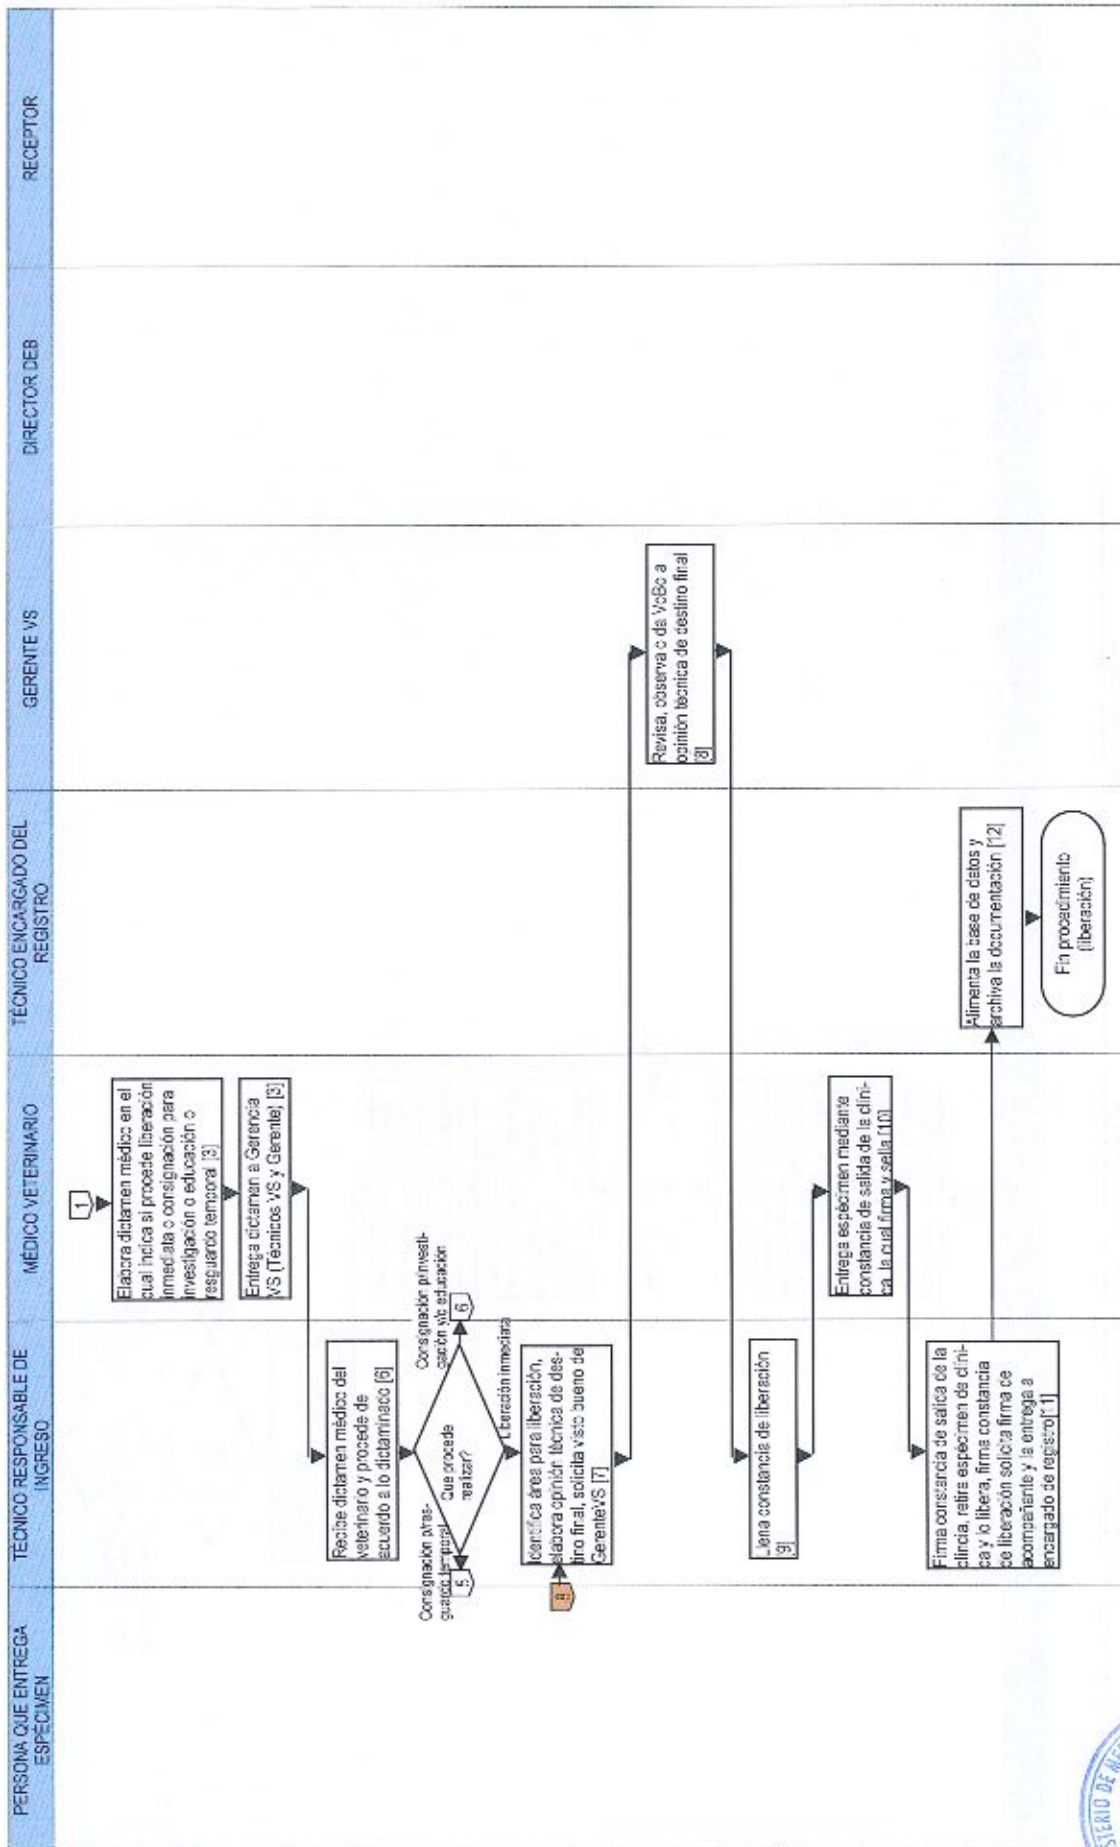 PERSONA QUE ENTREGA
ESPÉCIMEN
TÉCNICO RESPONSABLE DE
INGRESO
MÉDICO VETERINARIO
TÉCNICO ENCARGADO DEL
REGISTRO
GERENTE VS
DIRECTOR DEB
RECEPTOR
1
Elabora dictamen médico en el
cual indica si procede liberación
inmediata o consignación para
investigación o educación o
resguardo temporal [3]
Entrega dictamen a Gerencia
VS (Técnicos VS y Gerente) [3]
Recibe dictamen médico del
veterinario y procede de
acuerdo a lo dictaminado [6]
Que procede
realizar?
Consignación p/res-
guardo temporal
5
Consignación p/investi-
gación y/o educación
6
Liberación inmediata
8
Identifica área para liberación,
elabora opinión técnica de des-
tino final, solicita visto bueno de
GerenteVS [7]
Revisa, observa o da VoBo a
opinión técnica de destino final
[8]
Llena constancia de liberación
[9]
Entrega espécimen mediante
constancia de salida de la clíni-
ca, la cual firma y sella [10]
Firma constancia de salica de la
clincia, retira espécimen de clíni-
ca y lo libera, firma constancia
de liberación solicita firma de
acompañante y la entrega a
encargado de registro[11]
Alimenta la base de datos y
archiva la documentación [12]
Fin procedimiento
(liberación)